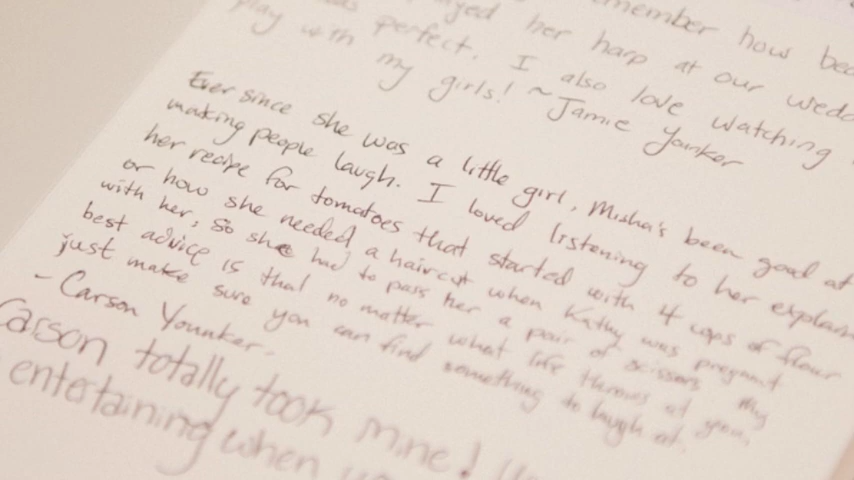 member how bea
yed her harp at our wedd
perfect. I also love watching
play with my girls! ~Jamie Yonker
Ever since she was a little girl, Misha's been good at
making people laugh. I loved listening to her explain
her recipe for tomatoes that started with 4 cups of flour
or how she needed a haircut when Kathy was pregnant
with her, so she had to pass her a pair of scissors. My
best advice is that no matter what life throws at you,
just make sure you can find something to laugh at.
- Carson Younker.
Carson totally took mine!
entertaining when